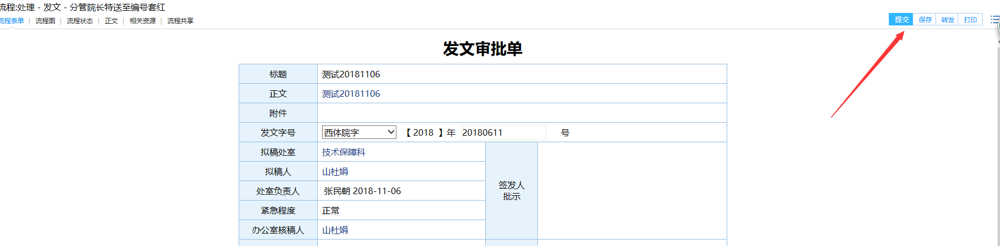 流程:处理 - 发文 - 分管院长特送至编号套红
流程表单 | 流程图 | 流程状态 | 正文 | 相关资源 | 流程共享
提交 保存 转发 打印
发文审批单
标题 测试20181106
正文 测试20181106
附件
发文字号 西体院字 【 2018 】年 20180611 号
拟稿处室 技术保障科
拟稿人 山杜娟
处室负责人 张民朝 2018-11-06
签发人
批示
紧急程度 正常
办公室核稿人 山杜娟